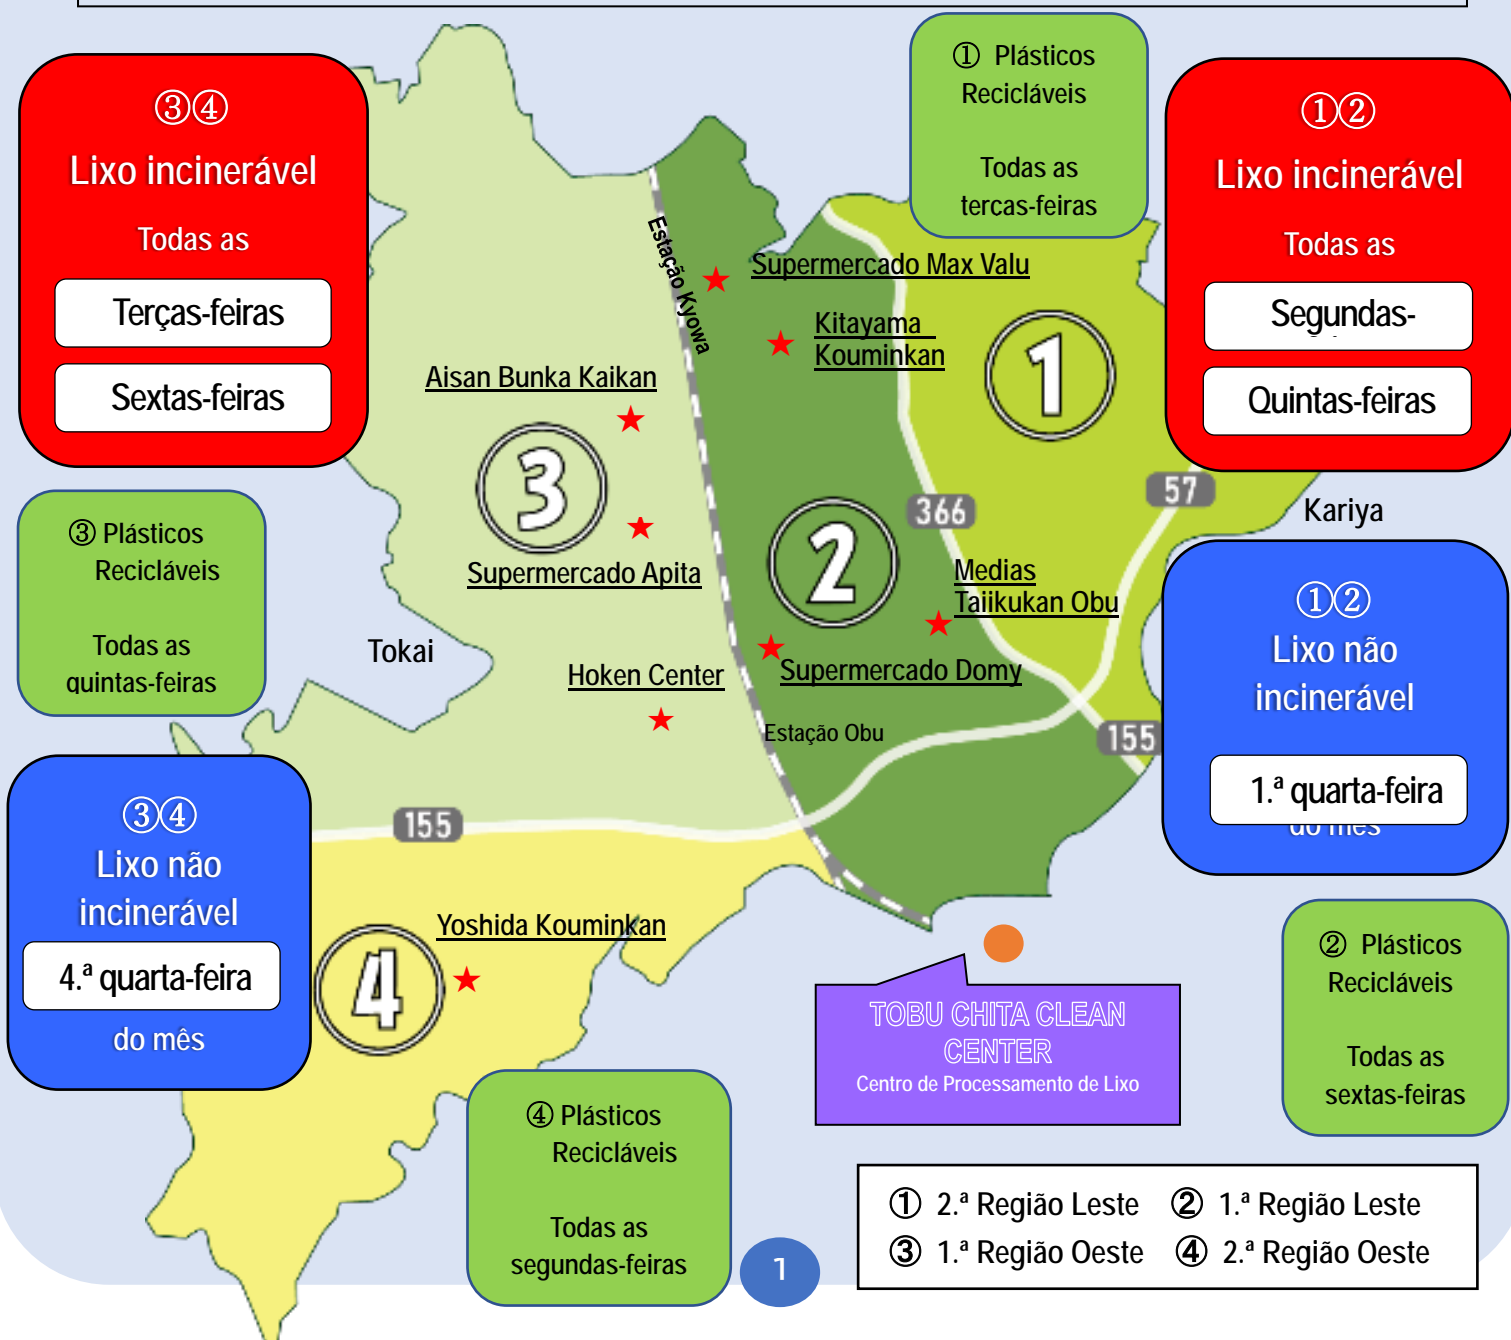 ③④
Lixo incinerável
Todas as
Terças-feiras
Sextas-feiras
① Plásticos
Recicláveis
Todas as
terças-feiras
①②
Lixo incinerável
Todas as
Segundas-
Quintas-feiras
Estação Kyowa
Supermercado Max Valu
Kitayama
Kouminkan
1
Aisan Bunka Kaikan
3
Supermercado Apita
366
57
Kariya
2
Medias
Taiikukan Obu
③ Plásticos
Recicláveis
Todas as
quintas-feiras
Tokai
Hoken Center
Supermercado Domy
Estação Obu
155
①②
Lixo não
incinerável
1.ª quarta-feira
do mês
③④
Lixo não
incinerável
4.ª quarta-feira
do mês
155
Yoshida Kouminkan
4
TOBU CHITA CLEAN
CENTER
Centro de Processamento de Lixo
② Plásticos
Recicláveis
Todas as
sextas-feiras
④ Plásticos
Recicláveis
Todas as
segundas-feiras
① 2.ª Região Leste ② 1.ª Região Leste
③ 1.ª Região Oeste ④ 2.ª Região Oeste
1